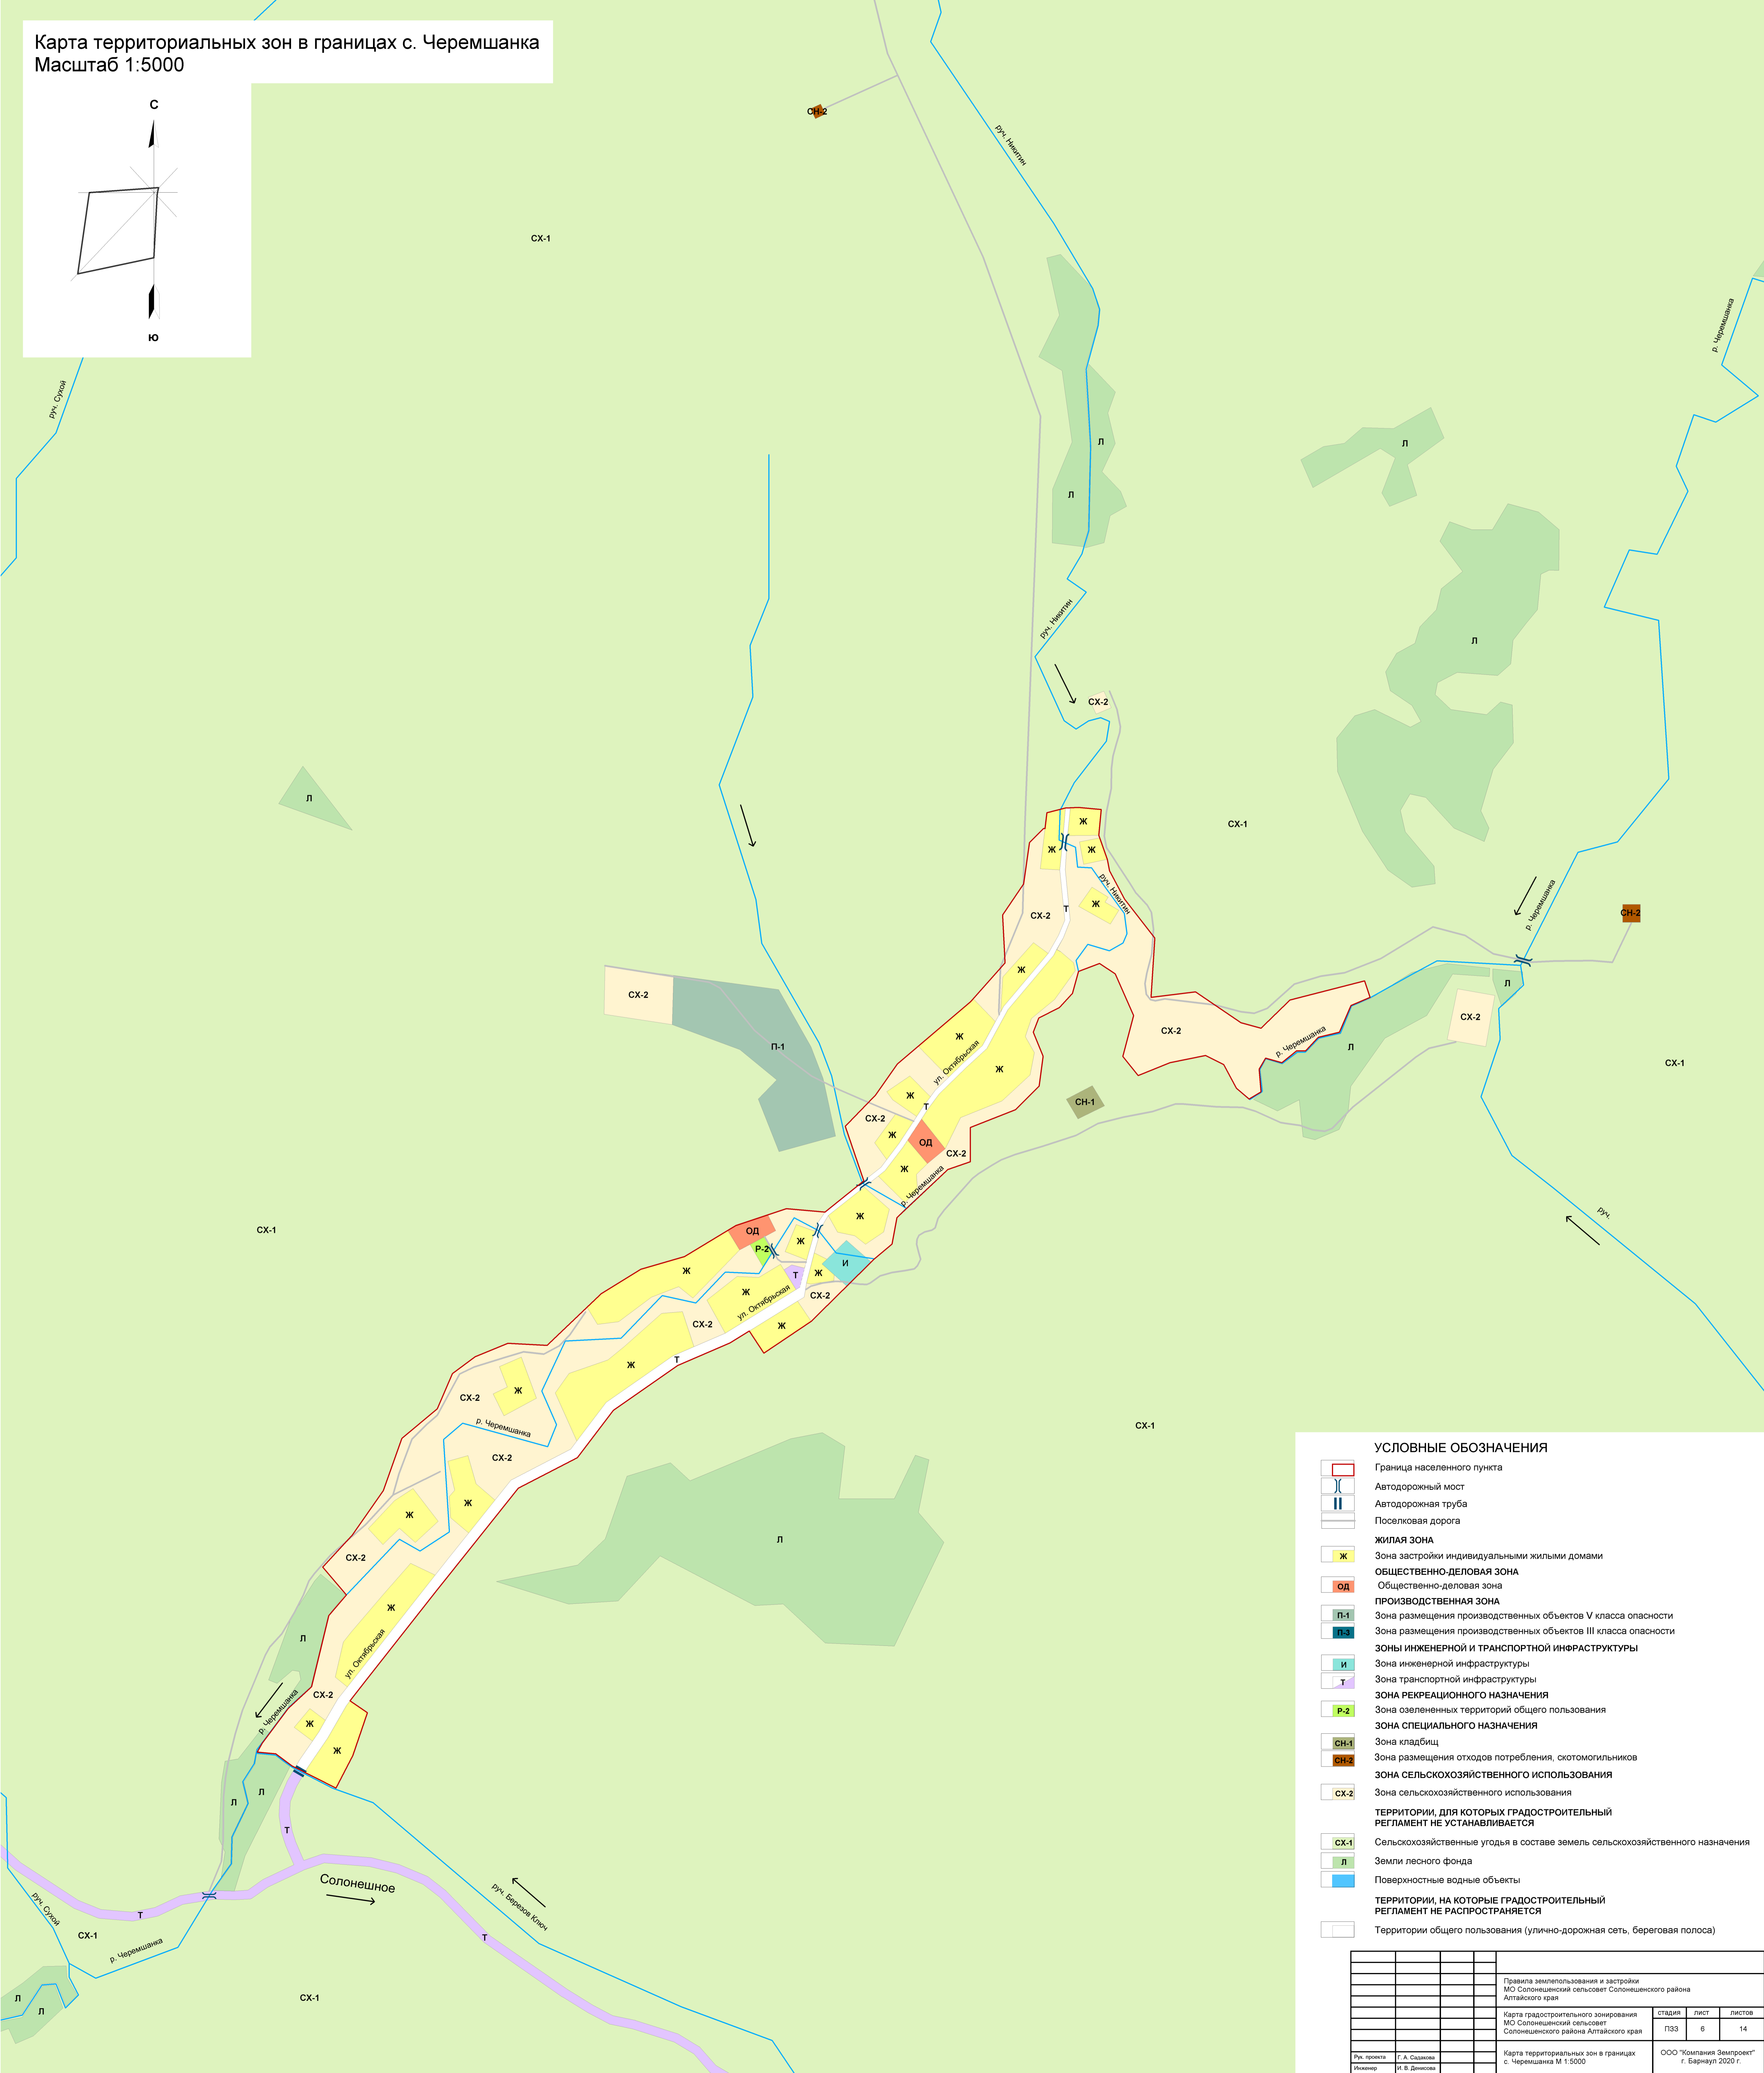 Карта территориальных зон в границах с. Черемшанка
Масштаб 1:5000
С
Ю
СН-2
руч. Никитин
СХ-1
р. Черемшанка
руч. Сухой
Л
Л
Л
руч. Никитин
Л
СХ-2
Л
СХ-1
Ж
Ж
Ж
руч. Никитин
Ж
Т
СХ-2
р. Черемшанка
СН-2
Ж
СХ-2
Л
СХ-2
СХ-2
р. Черемшанка
Ж
П-1
Л
ул. Октябрьская
СХ-1
Ж
Ж
СН-1
Т
СХ-2
Ж
ОД
СХ-2
Ж
р. Черемшанка
Ж
руч.
СХ-1
ОД
Ж
Р-2
И
Ж
Т
Ж
Ж
СХ-2
ул. Октябрьская
СХ-2
Ж
Т
Ж
Ж
СХ-2
СХ-1
р. Черемшанка
СХ-2
Ж
Ж
Л
СХ-2
Ж
Л
ул. Октябрьская
СХ-2
р. Черемшанка
Ж
Ж
Л
Л
Т
Солонешное
руч. Березов Ключ
руч. Сухой
Т
СХ-1
Т
р. Черемшанка
СХ-1
Л
Л
УСЛОВНЫЕ ОБОЗНАЧЕНИЯ
Граница населенного пункта
Автодорожный мост
Автодорожная труба
Поселковая дорога
ЖИЛАЯ ЗОНА
Ж Зона застройки индивидуальными жилыми домами
ОБЩЕСТВЕННО-ДЕЛОВАЯ ЗОНА
ОД Общественно-деловая зона
ПРОИЗВОДСТВЕННАЯ ЗОНА
П-1 Зона размещения производственных объектов V класса опасности
П-3 Зона размещения производственных объектов III класса опасности
ЗОНЫ ИНЖЕНЕРНОЙ И ТРАНСПОРТНОЙ ИНФРАСТРУКТУРЫ
И Зона инженерной инфраструктуры
Т Зона транспортной инфраструктуры
ЗОНА РЕКРЕАЦИОННОГО НАЗНАЧЕНИЯ
Р-2 Зона озелененных территорий общего пользования
ЗОНА СПЕЦИАЛЬНОГО НАЗНАЧЕНИЯ
СН-1 Зона кладбищ
СН-2 Зона размещения отходов потребления, скотомогильников
ЗОНА СЕЛЬСКОХОЗЯЙСТВЕННОГО ИСПОЛЬЗОВАНИЯ
СХ-2 Зона сельскохозяйственного использования
ТЕРРИТОРИИ, ДЛЯ КОТОРЫХ ГРАДОСТРОИТЕЛЬНЫЙ
РЕГЛАМЕНТ НЕ УСТАНАВЛИВАЕТСЯ
СХ-1 Сельскохозяйственные угодья в составе земель сельскохозяйственного назначения
Л Земли лесного фонда
Поверхностные водные объекты
ТЕРРИТОРИИ, НА КОТОРЫЕ ГРАДОСТРОИТЕЛЬНЫЙ
РЕГЛАМЕНТ НЕ РАСПРОСТРАНЯЕТСЯ
Территории общего пользования (улично-дорожная сеть, береговая полоса)
Правила землепользования и застройки
МО Солонешенский сельсовет Солонешенского района
Алтайского края
Карта градостроительного зонирования
МО Солонешенский сельсовет
Солонешенского района Алтайского края
стадия лист листов
ПЗЗ 6 14
Рук. проекта Г. А. Садакова
Инженер И. В. Денисова
Карта территориальных зон в границах
с. Черемшанка М 1:5000
ООО "Компания Земпроект"
г. Барнаул 2020 г.